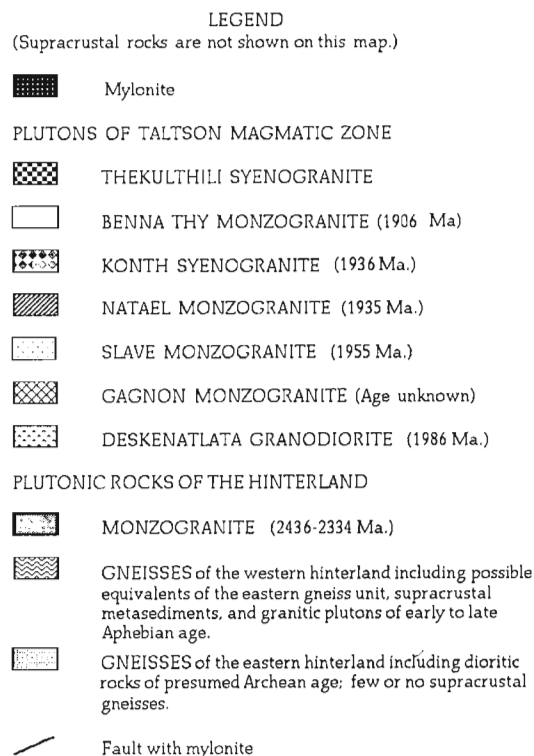 LEGEND
(Supracrustal rocks are not shown on this map.)
Mylonite
PLUTONS OF TALTSON MAGMATIC ZONE
THEKULTHILI SYENOGRANITE
BENNA THY MONZOGRANITE (1906 Ma)
KONTH SYENOGRANITE (1936 Ma.)
NATAEL MONZOGRANITE (1935 Ma.)
SLAVE MONZOGRANITE (1955 Ma.)
GAGNON MONZOGRANITE (Age unknown)
DESKENATLATA GRANODIORITE (1986 Ma.)
PLUTONIC ROCKS OF THE HINTERLAND
MONZOGRANITE (2436-2334 Ma.)
GNEISSES of the western hinterland including possible
equivalents of the eastern gneiss unit, supracrustal
metasediments, and granitic plutons of early to late
Aphebian age.
GNEISSES of the eastern hinterland including dioritic
rocks of presumed Archean age; few or no supracrustal
gneisses.
Fault with mylonite